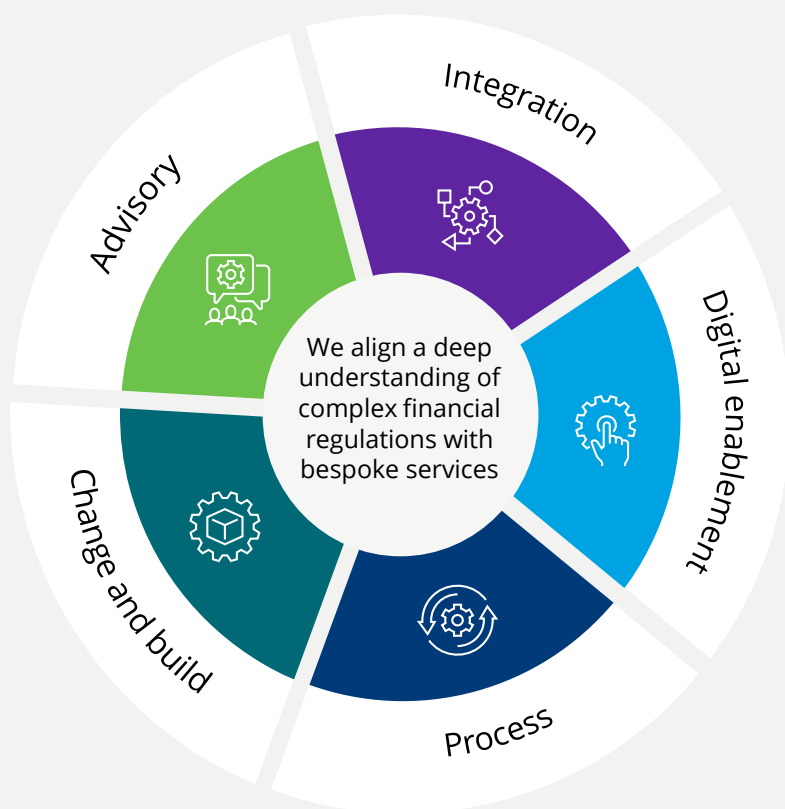 Integration
Advisory
Digital enablement
We align a deep
understanding of
complex financial
regulations with
bespoke services
Change and build
Process